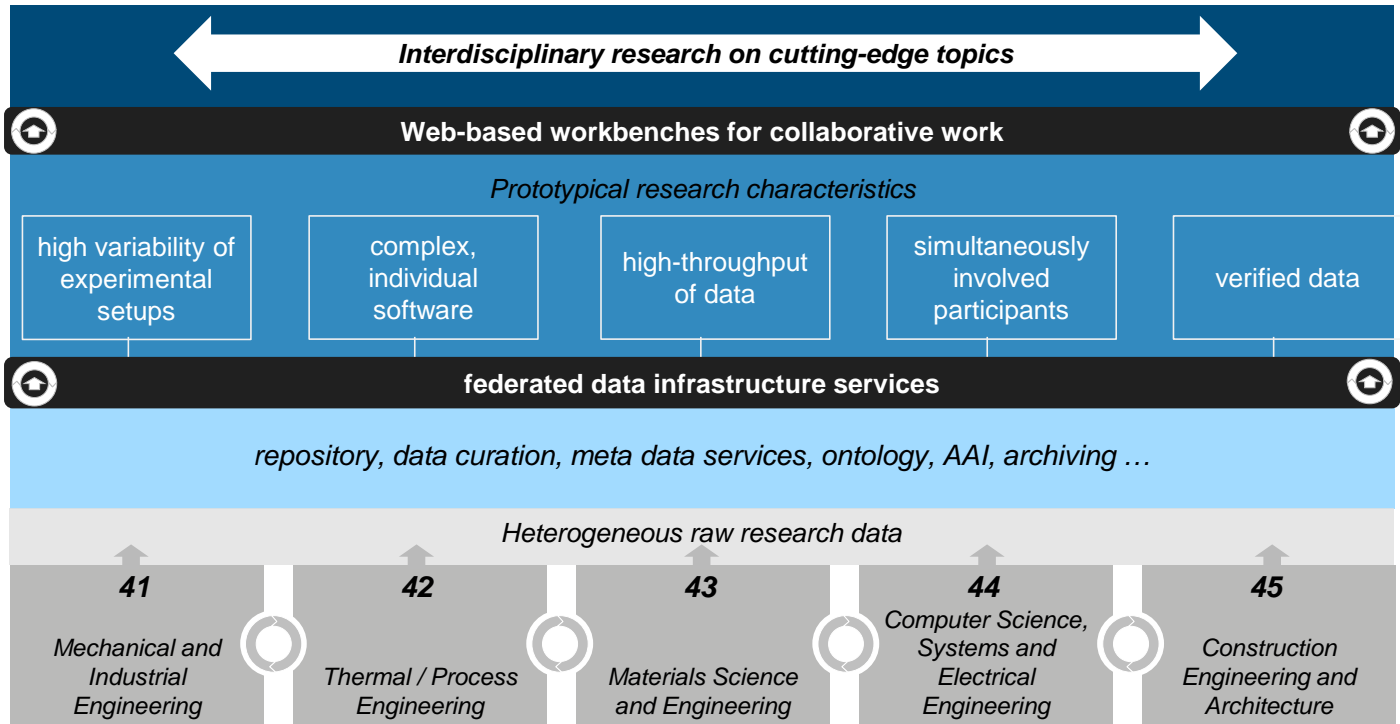 Interdisciplinary research on cutting-edge topics
Web-based workbenches for collaborative work
Prototypical research characteristics
high variability of
experimental
setups
complex,
individual
software
high-throughput
of data
simultaneously
involved
participants
verified data
federated data infrastructure services
repository, data curation, meta data services, ontology, AAI, archiving …
Heterogeneous raw research data
41
Mechanical and
Industrial
Engineering
42
Thermal / Process
Engineering
43
Materials Science
and Engineering
44
Computer Science,
Systems and
Electrical
Engineering
45
Construction
Engineering and
Architecture